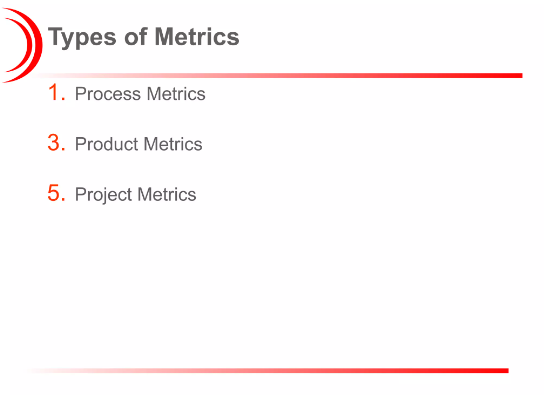 Types of Metrics
1. Process Metrics
3. Product Metrics
5. Project Metrics